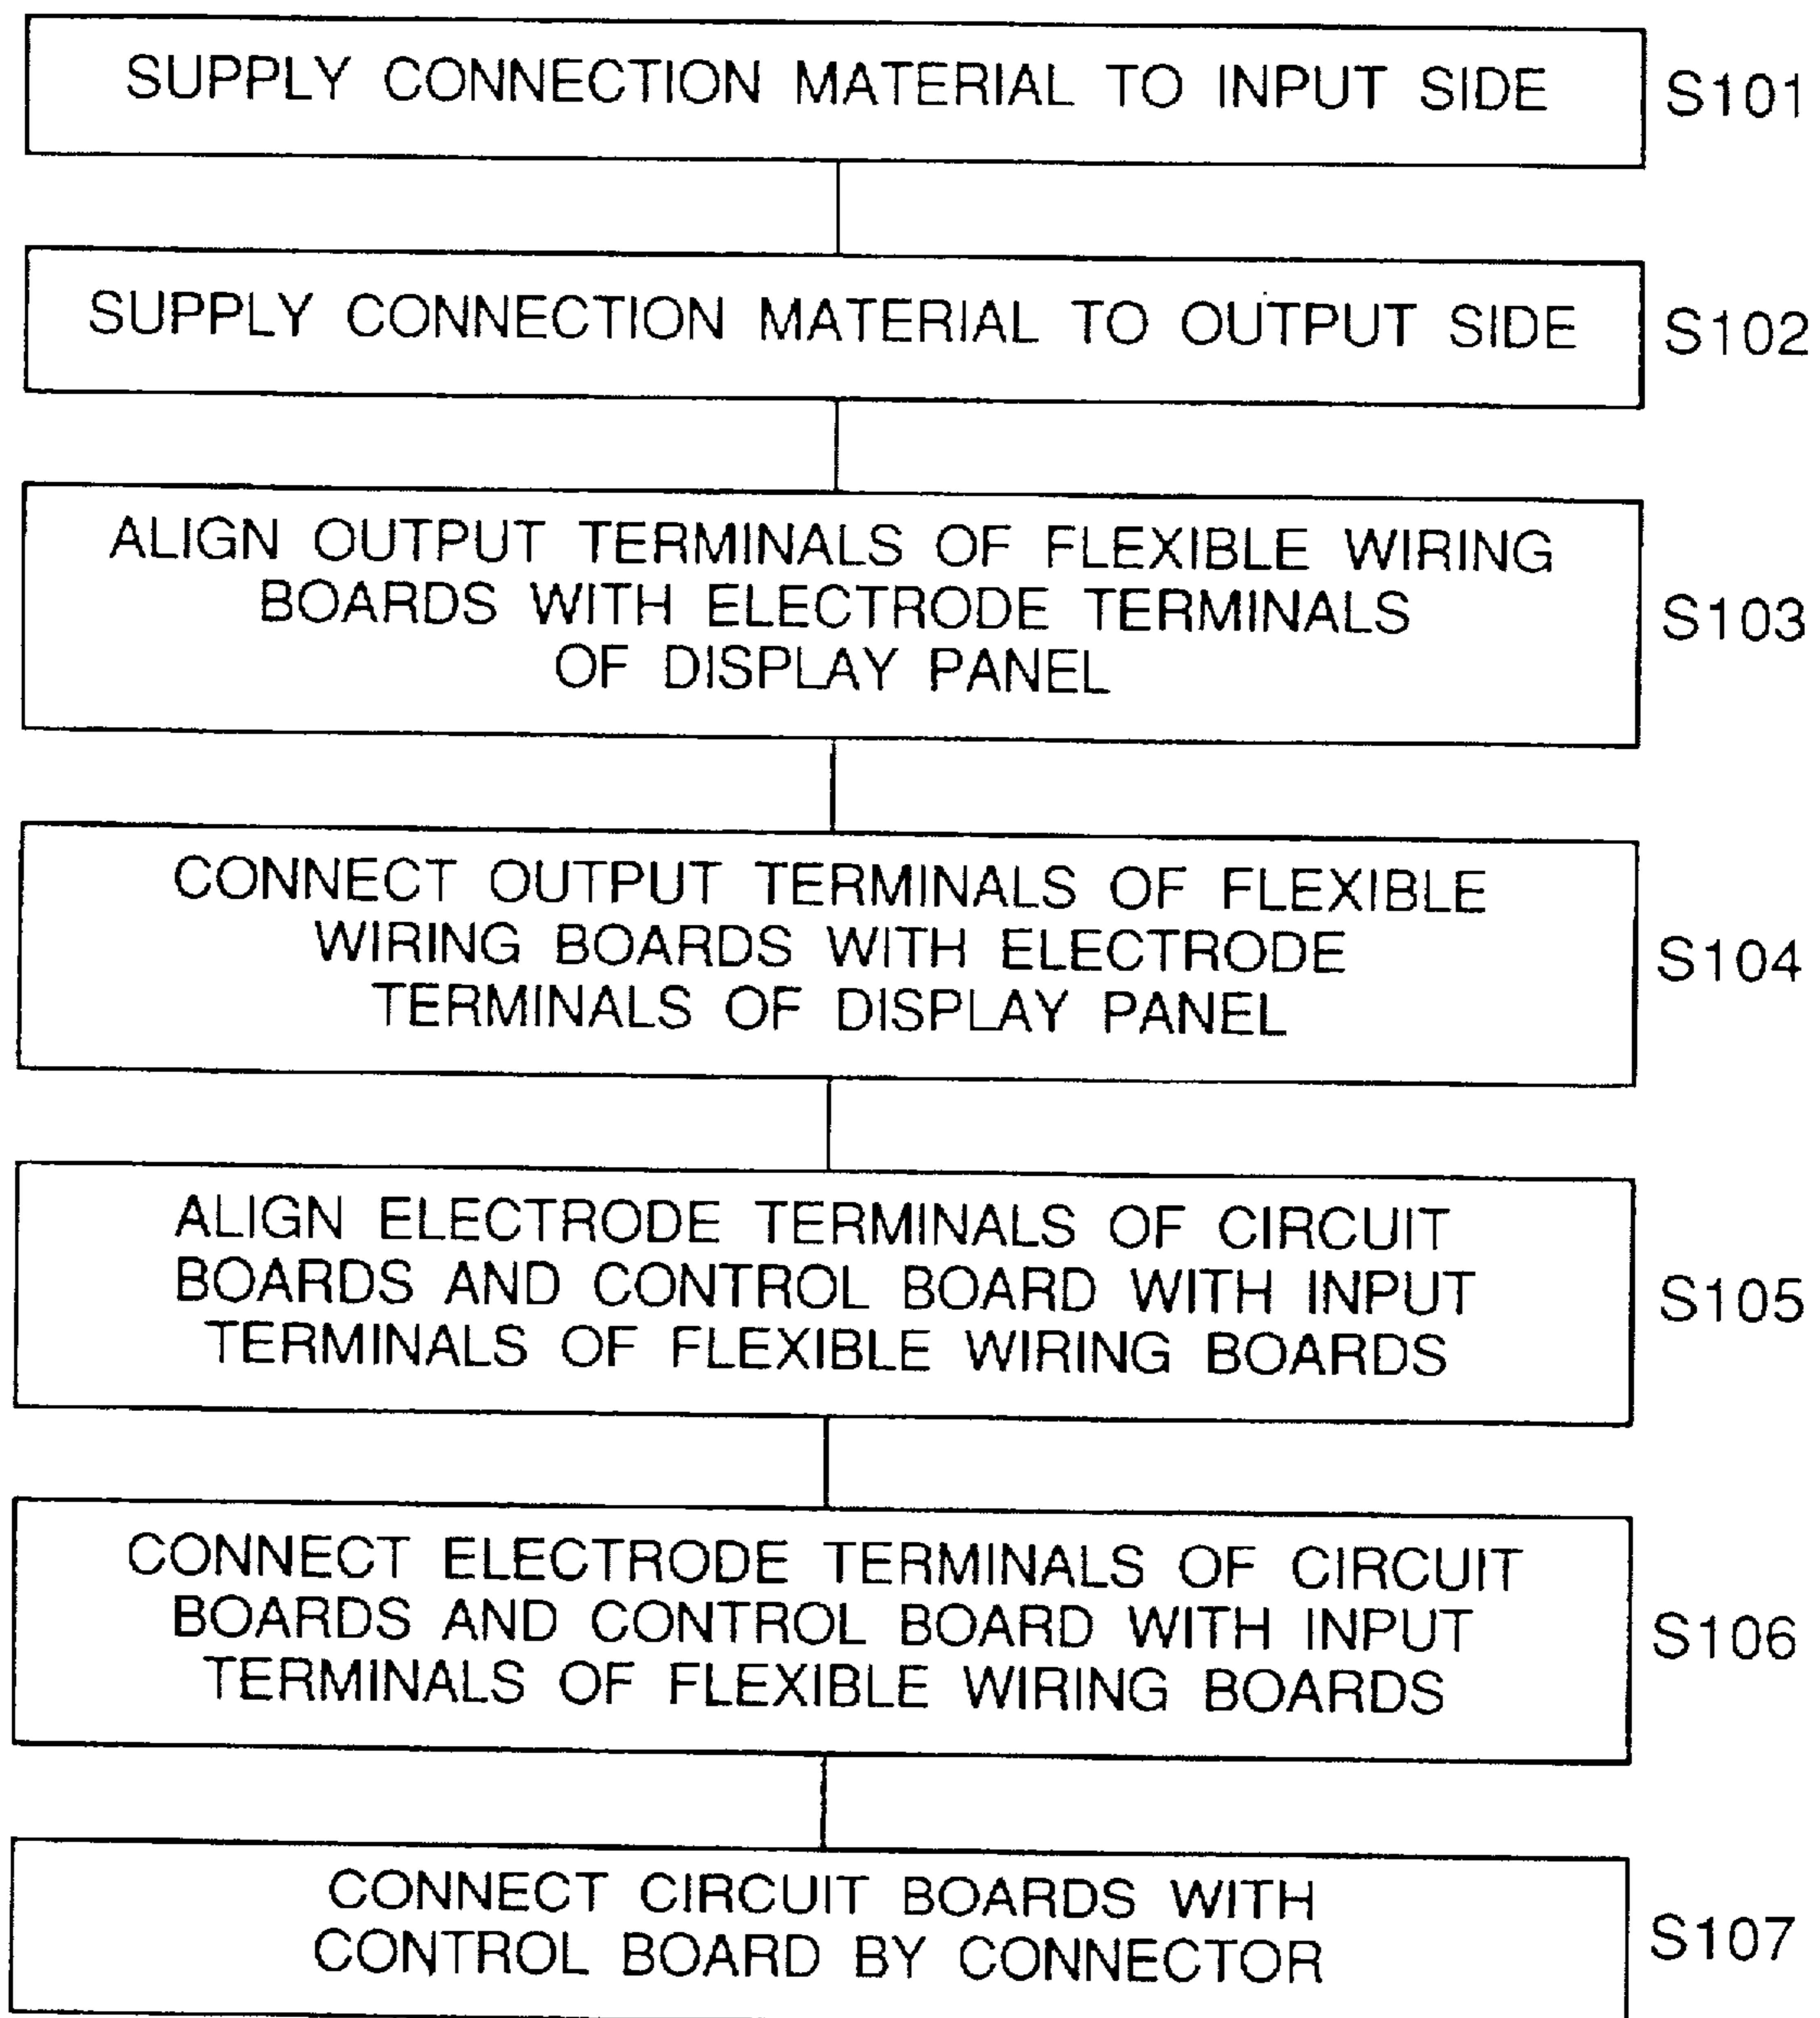 SUPPLY CONNECTION MATERIAL TO INPUT SIDE S101
SUPPLY CONNECTION MATERIAL TO OUTPUT SIDE S102
ALIGN OUTPUT TERMINALS OF FLEXIBLE WIRING
BOARDS WITH ELECTRODE TERMINALS S103
OF DISPLAY PANEL
CONNECT OUTPUT TERMINALS OF FLEXIBLE
WIRING BOARDS WITH ELECTRODE S104
TERMINALS OF DISPLAY PANEL
ALIGN ELECTRODE TERMINALS OF CIRCUIT
BOARDS AND CONTROL BOARD WITH INPUT S105
TERMINALS OF FLEXIBLE WIRING BOARDS
CONNECT ELECTRODE TERMINALS OF CIRCUIT
BOARDS AND CONTROL BOARD WITH INPUT S106
TERMINALS OF FLEXIBLE WIRING BOARDS
CONNECT CIRCUIT BOARDS WITH
CONTROL BOARD BY CONNECTOR S107